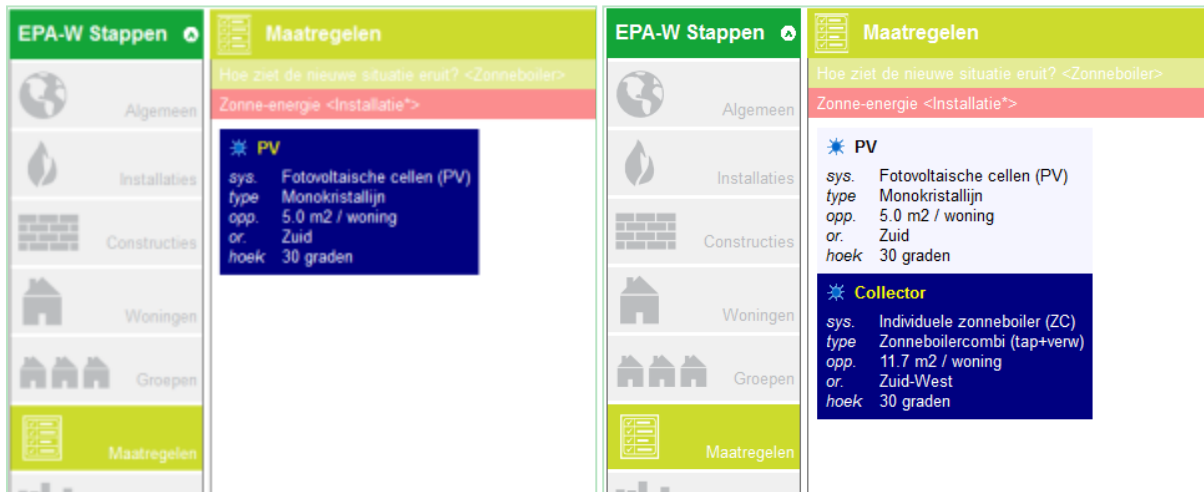 EPA-W Stappen
Algemeen
Installaties
Constructies
Woningen
Groepen
Maatregelen
Maatregelen
Hoe ziet de nieuwe situatie eruit? <Zonneboiler>
Zonne-energie <Installatie*>
PV
sys. Fotovoltaische cellen (PV)
type Monokristallijn
opp. 5.0 m2 / woning
or. Zuid
hoek 30 graden
EPA-W Stappen
Algemeen
Installaties
Constructies
Woningen
Groepen
Maatregelen
Maatregelen
Hoe ziet de nieuwe situatie eruit? <Zonneboiler>
Zonne-energie <Installatie*>
PV
sys. Fotovoltaische cellen (PV)
type Monokristallijn
opp. 5.0 m2 / woning
or. Zuid
hoek 30 graden
Collector
sys. Individuele zonneboiler (ZC)
type Zonneboilercombi (tap+verw)
opp. 11.7 m2 / woning
or. Zuid-West
hoek 30 graden